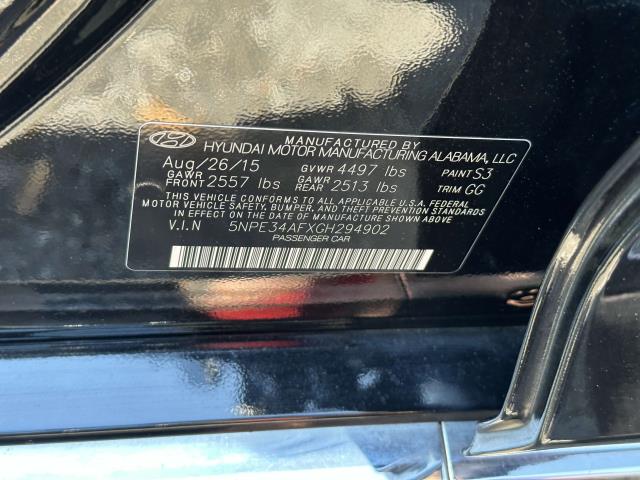 MANUFACTURED BY
HYUNDAI MOTOR MANUFACTURING ALABAMA, LLC
Aug/26/15 GVWR 4497 lbs PAINT S3
GAWR FRONT 2557 lbs GAWR REAR 2513 lbs TRIM GG
THIS VEHICLE CONFORMS TO ALL APPLICABLE U.S.A. FEDERAL
MOTOR VEHICLE SAFETY, BUMPER, AND THEFT PREVENTION STANDARDS
IN EFFECT ON THE DATE OF MANUFACTURE SHOWN ABOVE.
V.I.N 5NPE34AFXGH294902
PASSENGER CAR